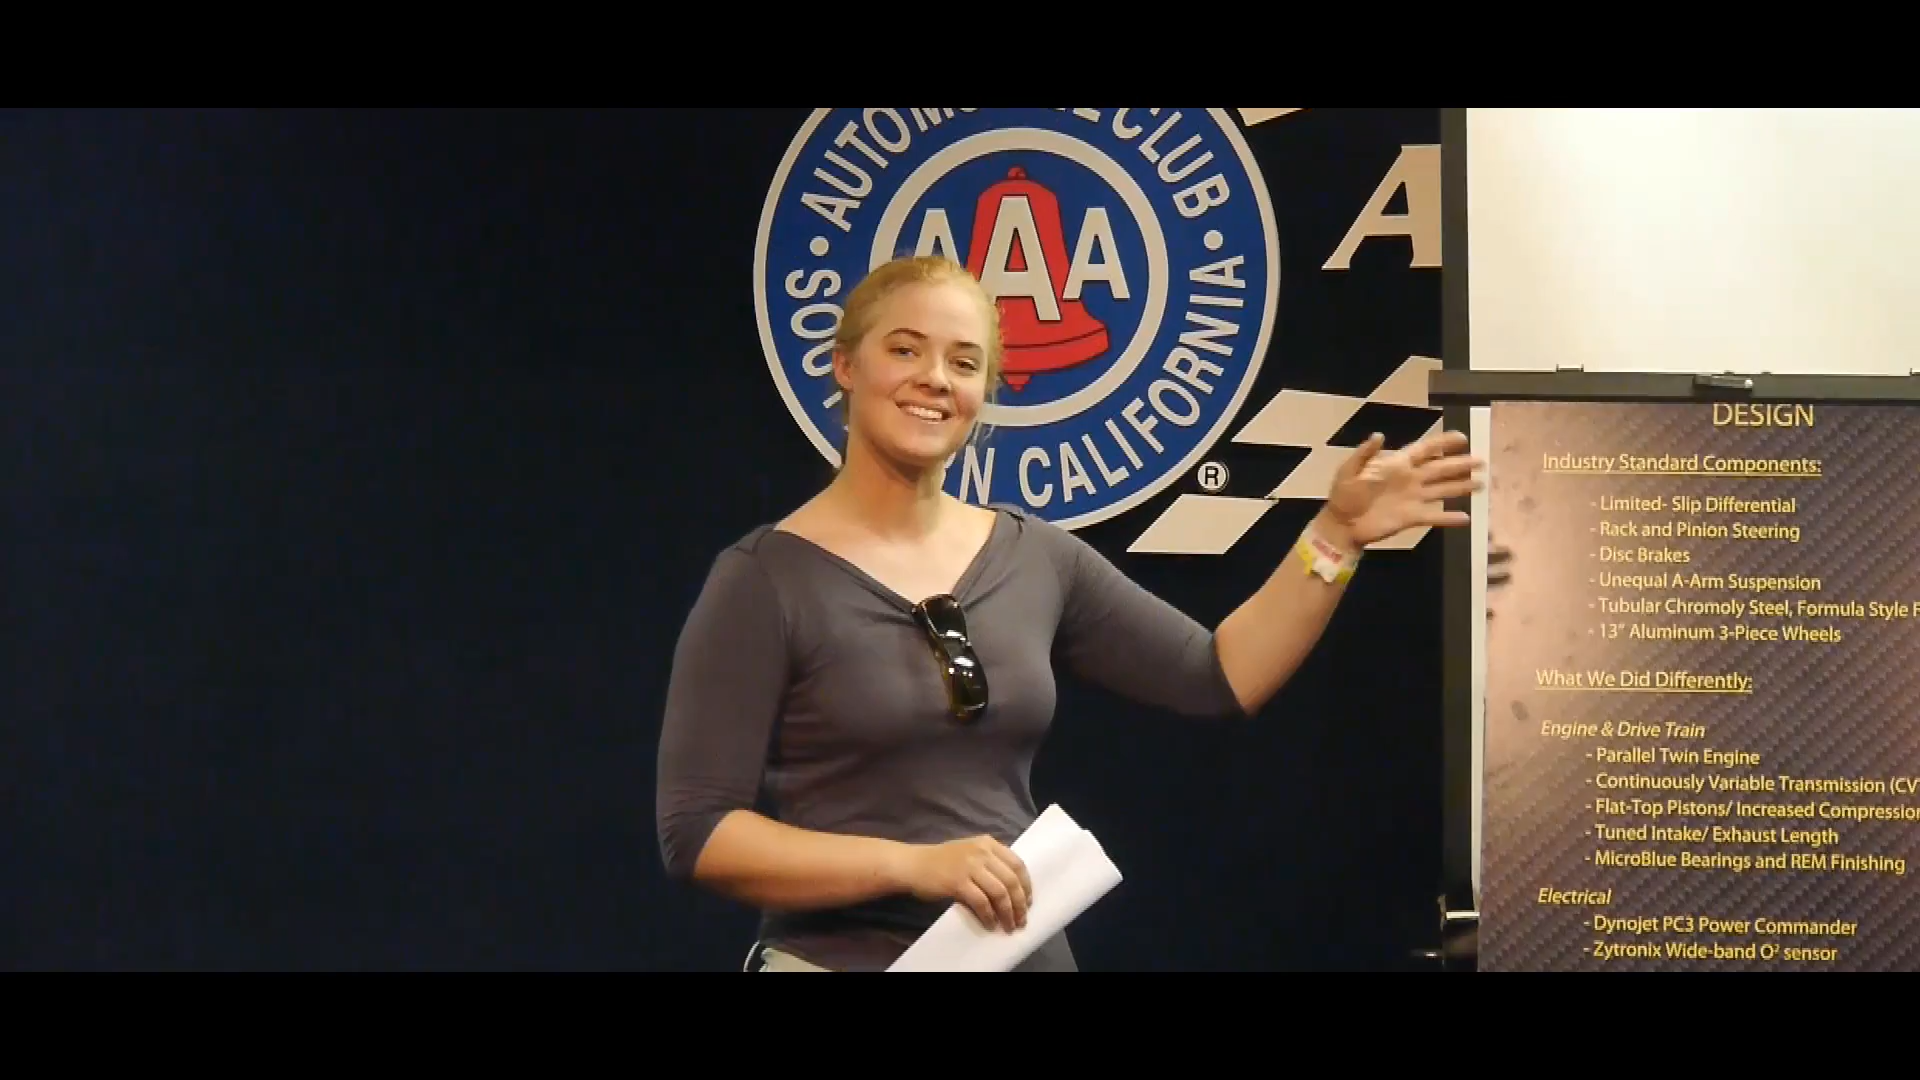 AUTOMO
E CLUB
SOU
RN CALIFORNIA
AAA
®
A
DESIGN
Industry Standard Components:
- Limited- Slip Differential
- Rack and Pinion Steering
- Disc Brakes
- Unequal A-Arm Suspension
- Tubular Chromoly Steel, Formula Style F
- 13" Aluminum 3-Piece Wheels
What We Did Differently:
Engine & Drive Train
- Parallel Twin Engine
- Continuously Variable Transmission (CV
- Flat-Top Pistons/ Increased Compression
- Tuned Intake/ Exhaust Length
- MicroBlue Bearings and REM Finishing
Electrical
- Dynojet PC3 Power Commander
- Zytronix Wide-band O² sensor